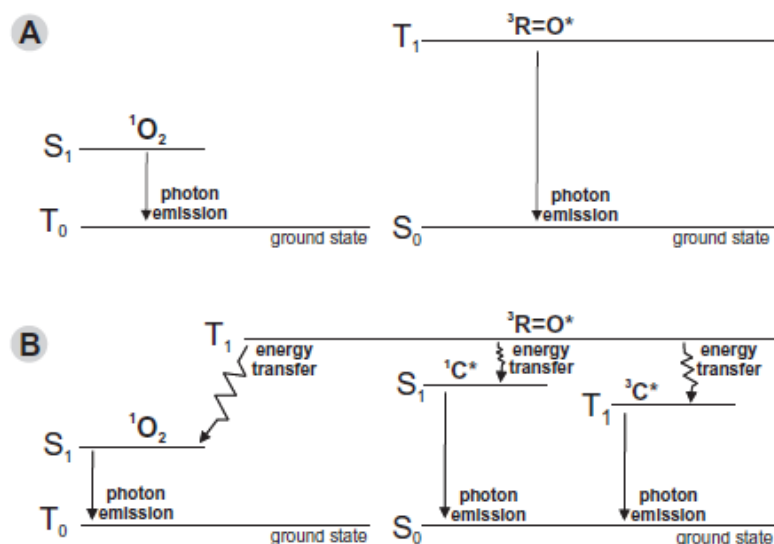 A
³R=O*
T₁
¹O₂
S₁
photon
emission
T₀
ground state
photon
emission
S₀
ground state
B
³R=O*
T₁
energy
transfer
energy
transfer
energy
transfer
¹C*
S₁
³C*
T₁
¹O₂
S₁
photon
emission
T₀
ground state
photon
emission
photon
emission
S₀
ground state